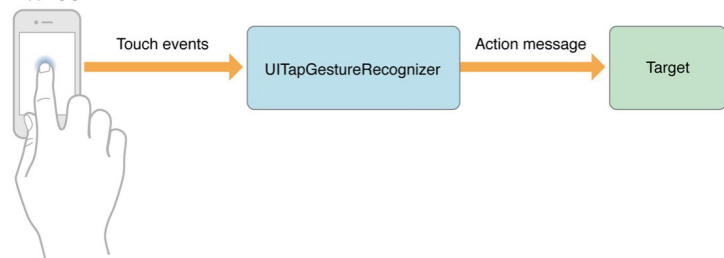 Touch events
UITapGestureRecognizer
Action message
Target